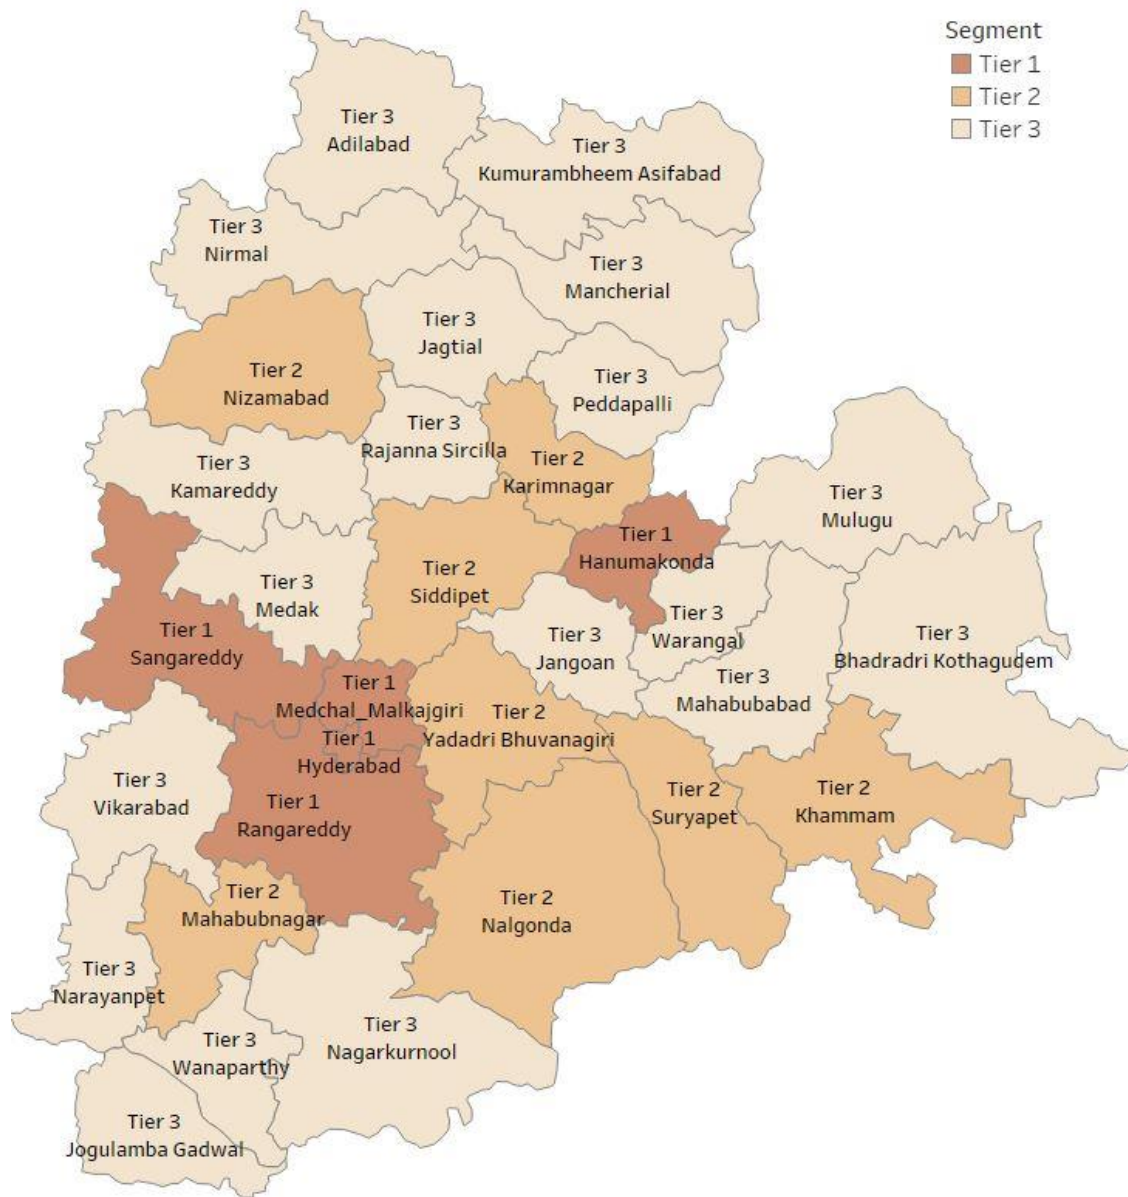 Segment
Tier 1
Tier 2
Tier 3
Tier 3
Adilabad
Tier 3
Kumurambheem Asifabad
Tier 3
Nirmal
Tier 3
Mancherial
Tier 3
Jagtial
Tier 2
Nizamabad
Tier 3
Peddapalli
Tier 3
Rajanna Sircilla
Tier 2
Karimnagar
Tier 3
Kamareddy
Tier 3
Mulugu
Tier 1
Hanumakonda
Tier 2
Siddipet
Tier 3
Medak
Tier 3
Warangal
Tier 1
Sangareddy
Tier 3
Jangoan
Tier 3
Bhadradri Kothagudem
Tier 3
Mahabubabad
Tier 1
Medchal_Malkajgiri
Tier 2
Yadadri Bhuvanagiri
Tier 1
Hyderabad
Tier 3
Vikarabad
Tier 1
Rangareddy
Tier 2
Suryapet
Tier 2
Khammam
Tier 2
Mahabubnagar
Tier 2
Nalgonda
Tier 3
Narayanpet
Tier 3
Nagarkurnool
Tier 3
Wanaparthy
Tier 3
Jogulamba Gadwal